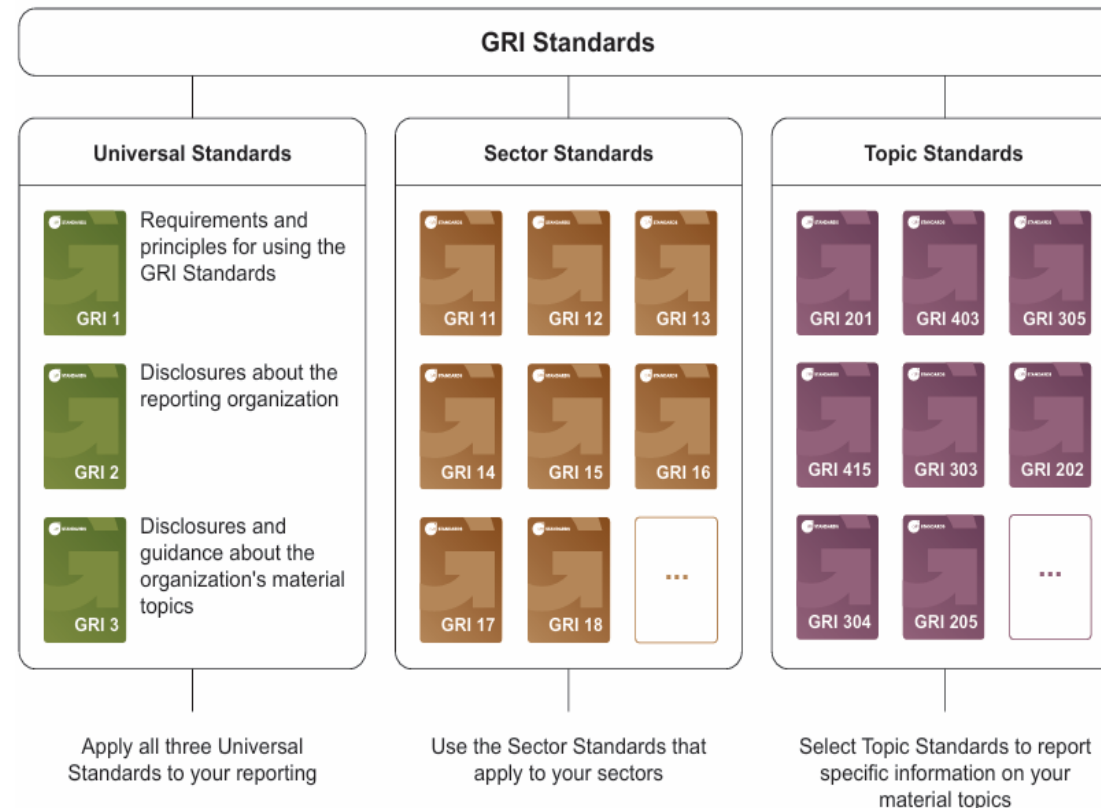 GRI Standards
Universal Standards
Requirements and
principles for using the
GRI Standards
GRI 1
Disclosures about the
reporting organization
GRI 2
Disclosures and
guidance about the
organization's material
topics
GRI 3
Apply all three Universal
Standards to your reporting
Sector Standards
GRI 11 GRI 12 GRI 13
GRI 14 GRI 15 GRI 16
GRI 17 GRI 18 ...
Use the Sector Standards that
apply to your sectors
Topic Standards
GRI 201 GRI 403 GRI 305
GRI 415 GRI 303 GRI 202
GRI 304 GRI 205 ...
Select Topic Standards to report
specific information on your
material topics